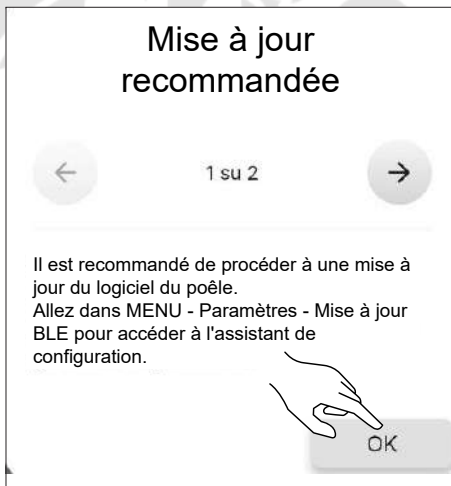 Mise à jour
recommandée
1 su 2
Il est recommandé de procéder à une mise à
jour du logiciel du poêle.
Allez dans MENU - Paramètres - Mise à jour
BLE pour accéder à l'assistant de
configuration.
OK